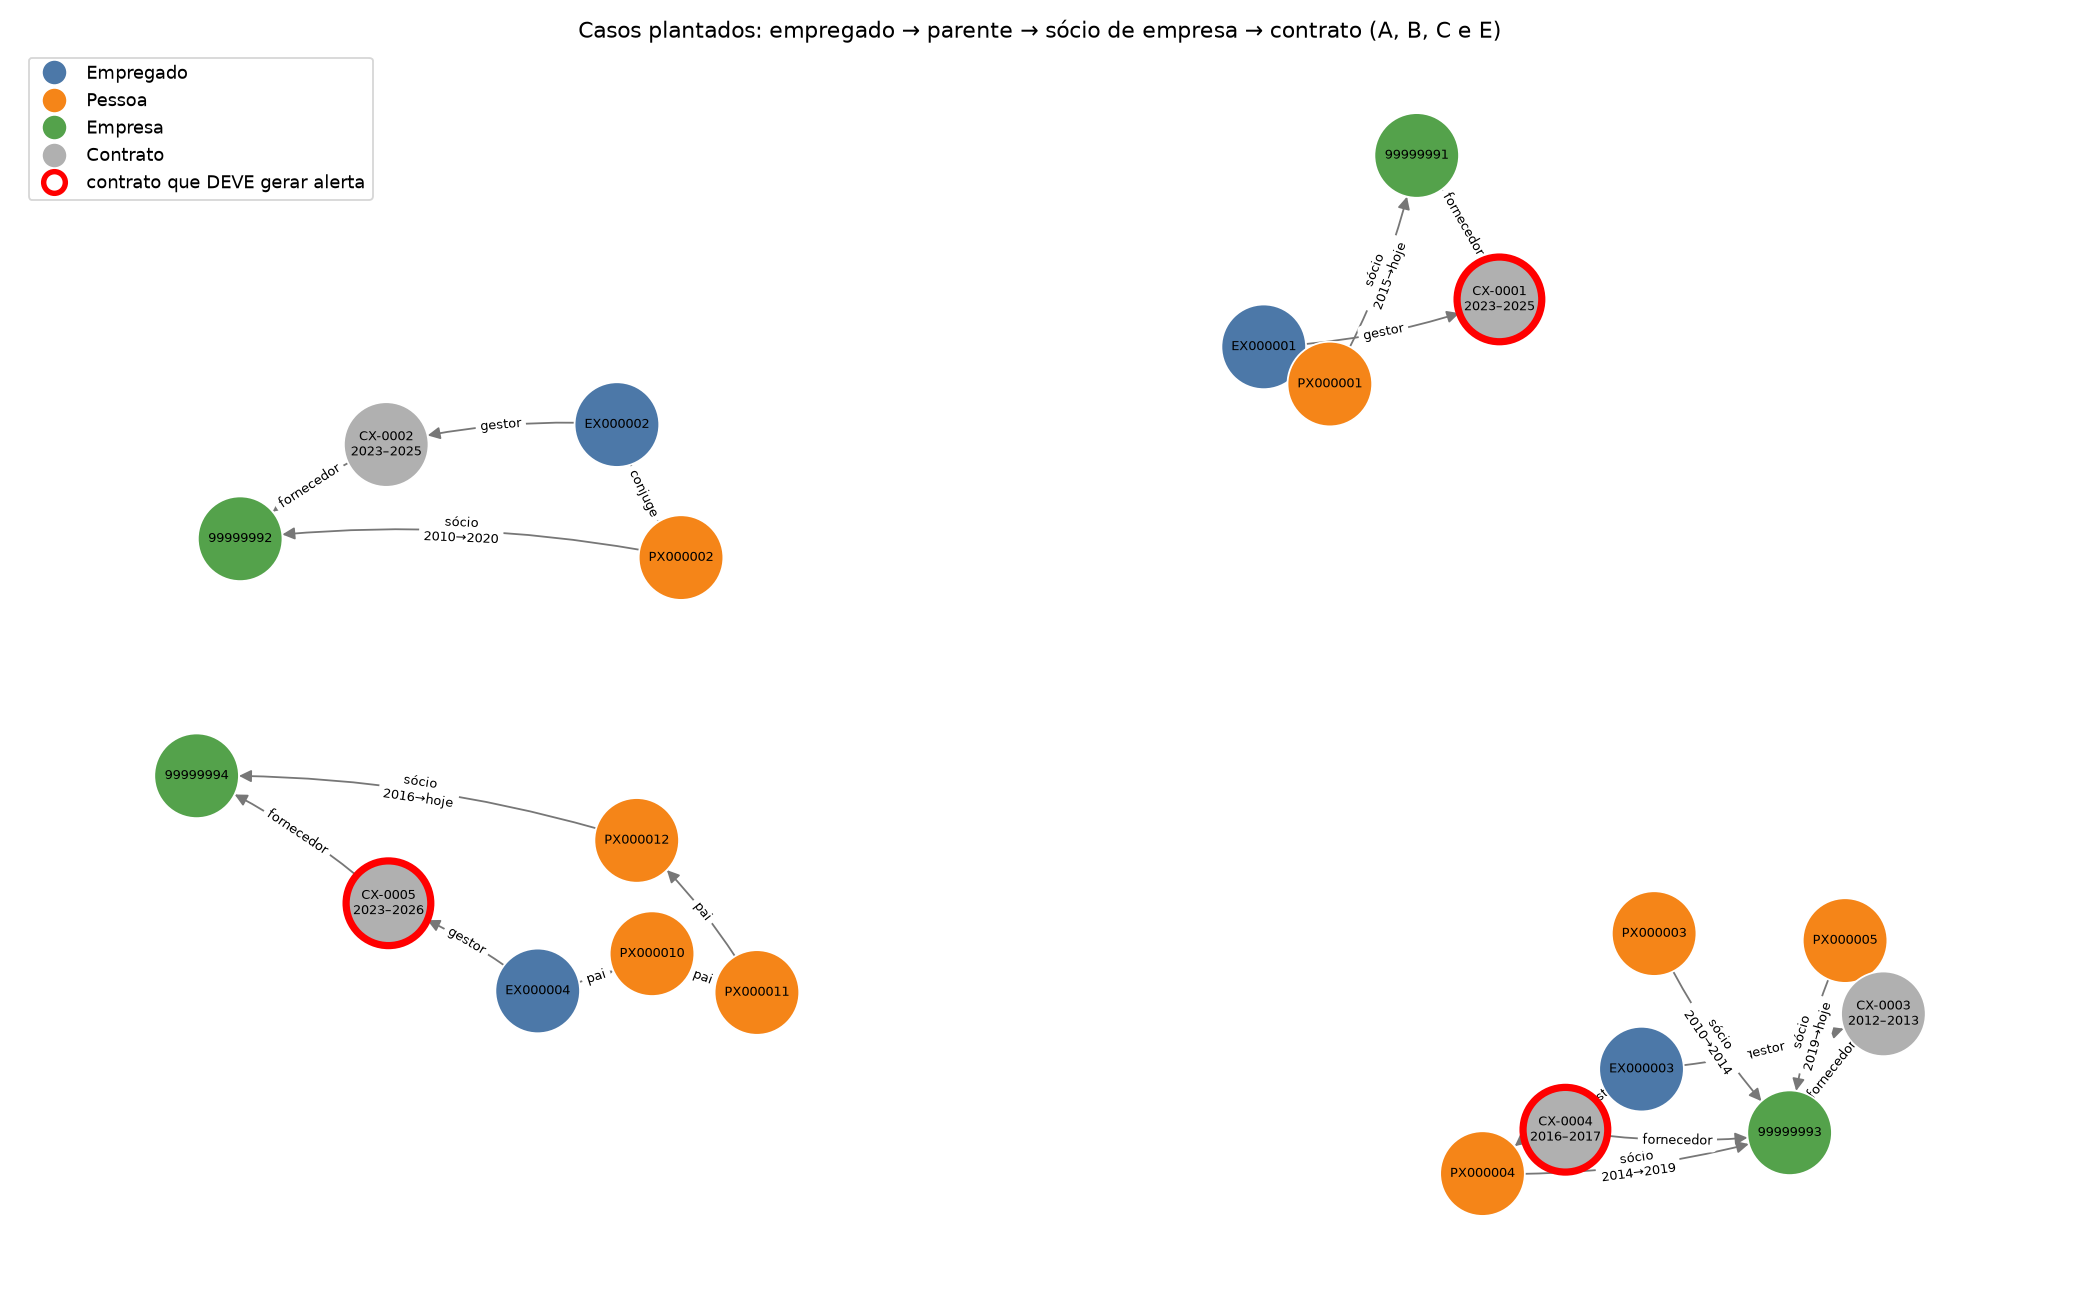 Casos plantados: empregado → parente → sócio de empresa → contrato (A, B, C e E)
Empregado
Pessoa
Empresa
Contrato
contrato que DEVE gerar alerta
99999991
fornecedor
sócio
2015→hoje
CX-0001
2023–2025
gestor
EX000001
PX000001
EX000002
gestor
CX-0002
2023–2025
fornecedor
conjuge
99999992
sócio
2010→2020
PX000002
99999994
sócio
2016→hoje
fornecedor
PX000012
CX-0005
2023–2026
pai
gestor
PX000010
pai
pai
EX000004
PX000011
PX000003
PX000005
CX-0003
2012–2013
sócio
2010→2014
sócio
2019→hoje
fornecedor
EX000003
CX-0004
2016–2017
fornecedor
99999993
sócio
2014→2019
PX000004